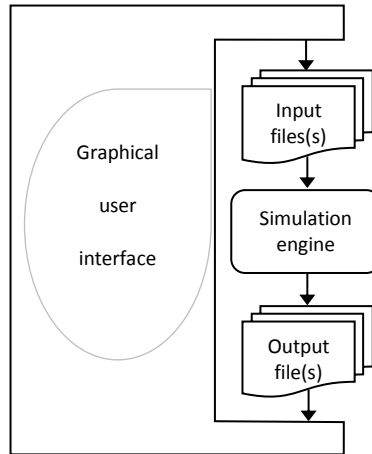 Graphical
user
interface
Input
files(s)
Simulation
engine
Output
file(s)